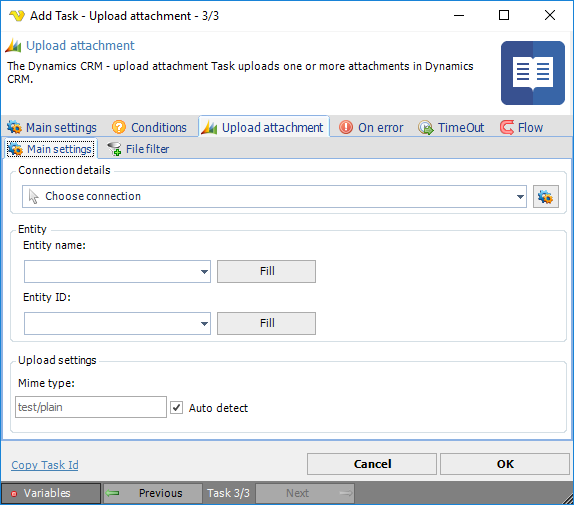 Add Task - Upload attachment - 3/3
Upload attachment
The Dynamics CRM - upload attachment Task uploads one or more attachments in Dynamics
CRM.
Main settings Conditions Upload attachment On error TimeOut Flow
Main settings File filter
Connection details
Choose connection
Entity
Entity name:
Fill
Entity ID:
Fill
Upload settings
Mime type:
test/plain Auto detect
Copy Task Id Cancel OK
Variables Previous Task 3/3 Next